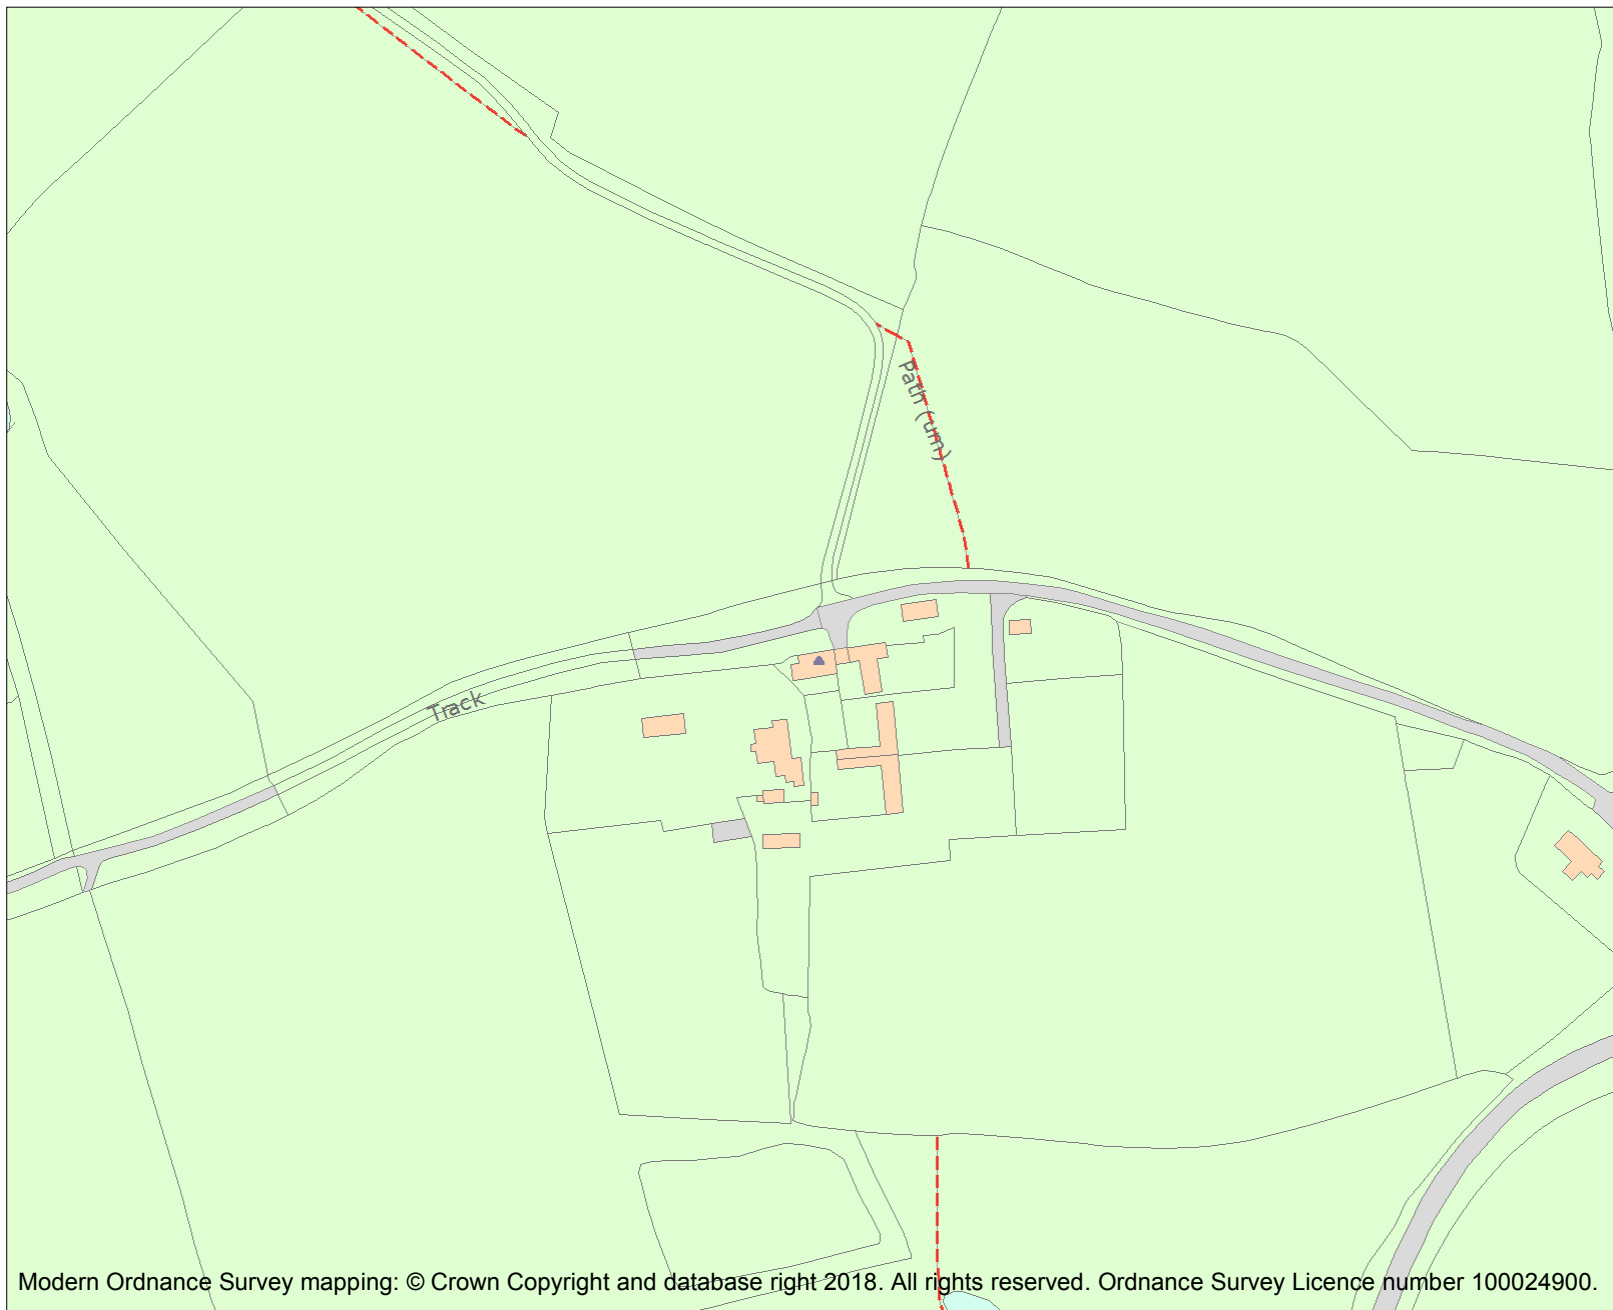 Path (um)
Track
Modern Ordnance Survey mapping: © Crown Copyright and database right 2018. All rights reserved. Ordnance Survey Licence number 100024900.